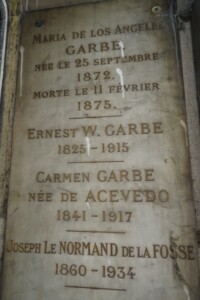 MARIA DE LOS ANGELES
GARBE.
NÉE LE 25 SEPTEMBRE
1872.
MORTE LE 11 FÉVRIER
1875.
ERNEST W. GARBE
1825-1915
CARMEN GARBE
NÉE DE ACEVEDO
1841-1917
JOSEPH LE NORMAND DE LA FOSSE
1860-1934